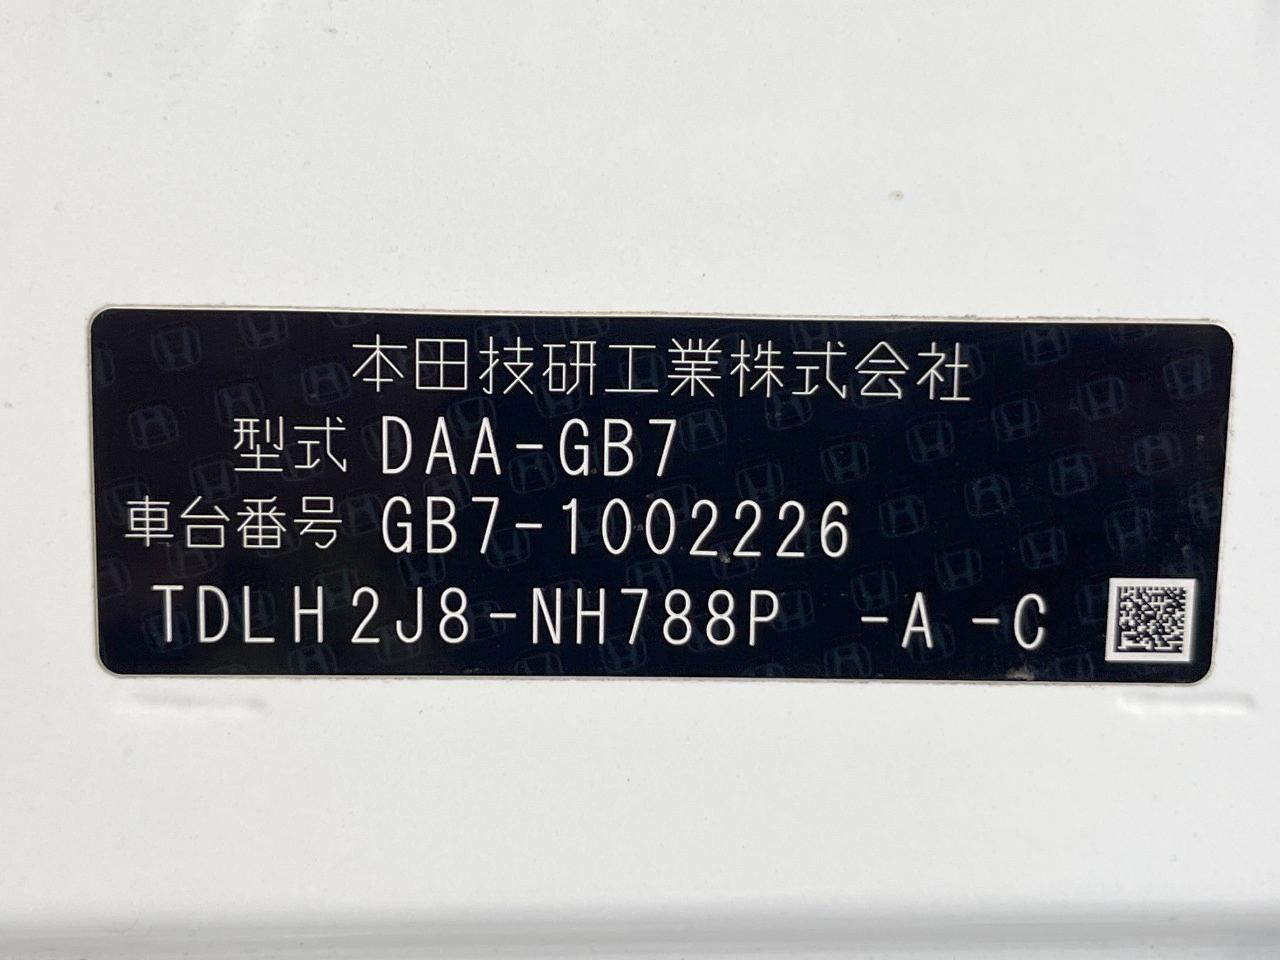 本田技研工業株式会社
型式 DAA-GB7
車台番号 GB7-1002226
TDLH2J8-NH788P -A -C